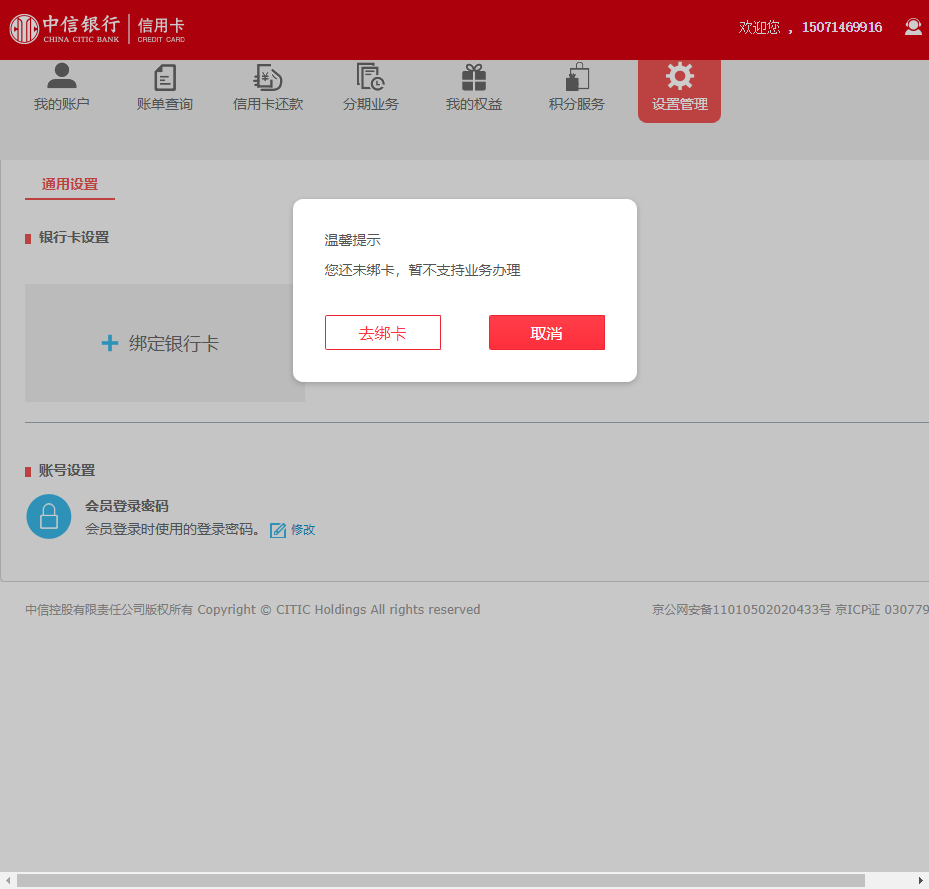 中信银行 信用卡
CHINA CITIC BANK CREDIT CARD
欢迎您 ， 15071469916
我的账户 账单查询 信用卡还款 分期业务 我的权益 积分服务 设置管理
通用设置
银行卡设置
温馨提示
您还未绑卡，暂不支持业务办理
去绑卡 取消
绑定银行卡
账号设置
会员登录密码
会员登录时使用的登录密码。 修改
中信控股有限责任公司版权所有 Copyright © CITIC Holdings All rights reserved 京公网安备11010502020433号 京ICP证 030779